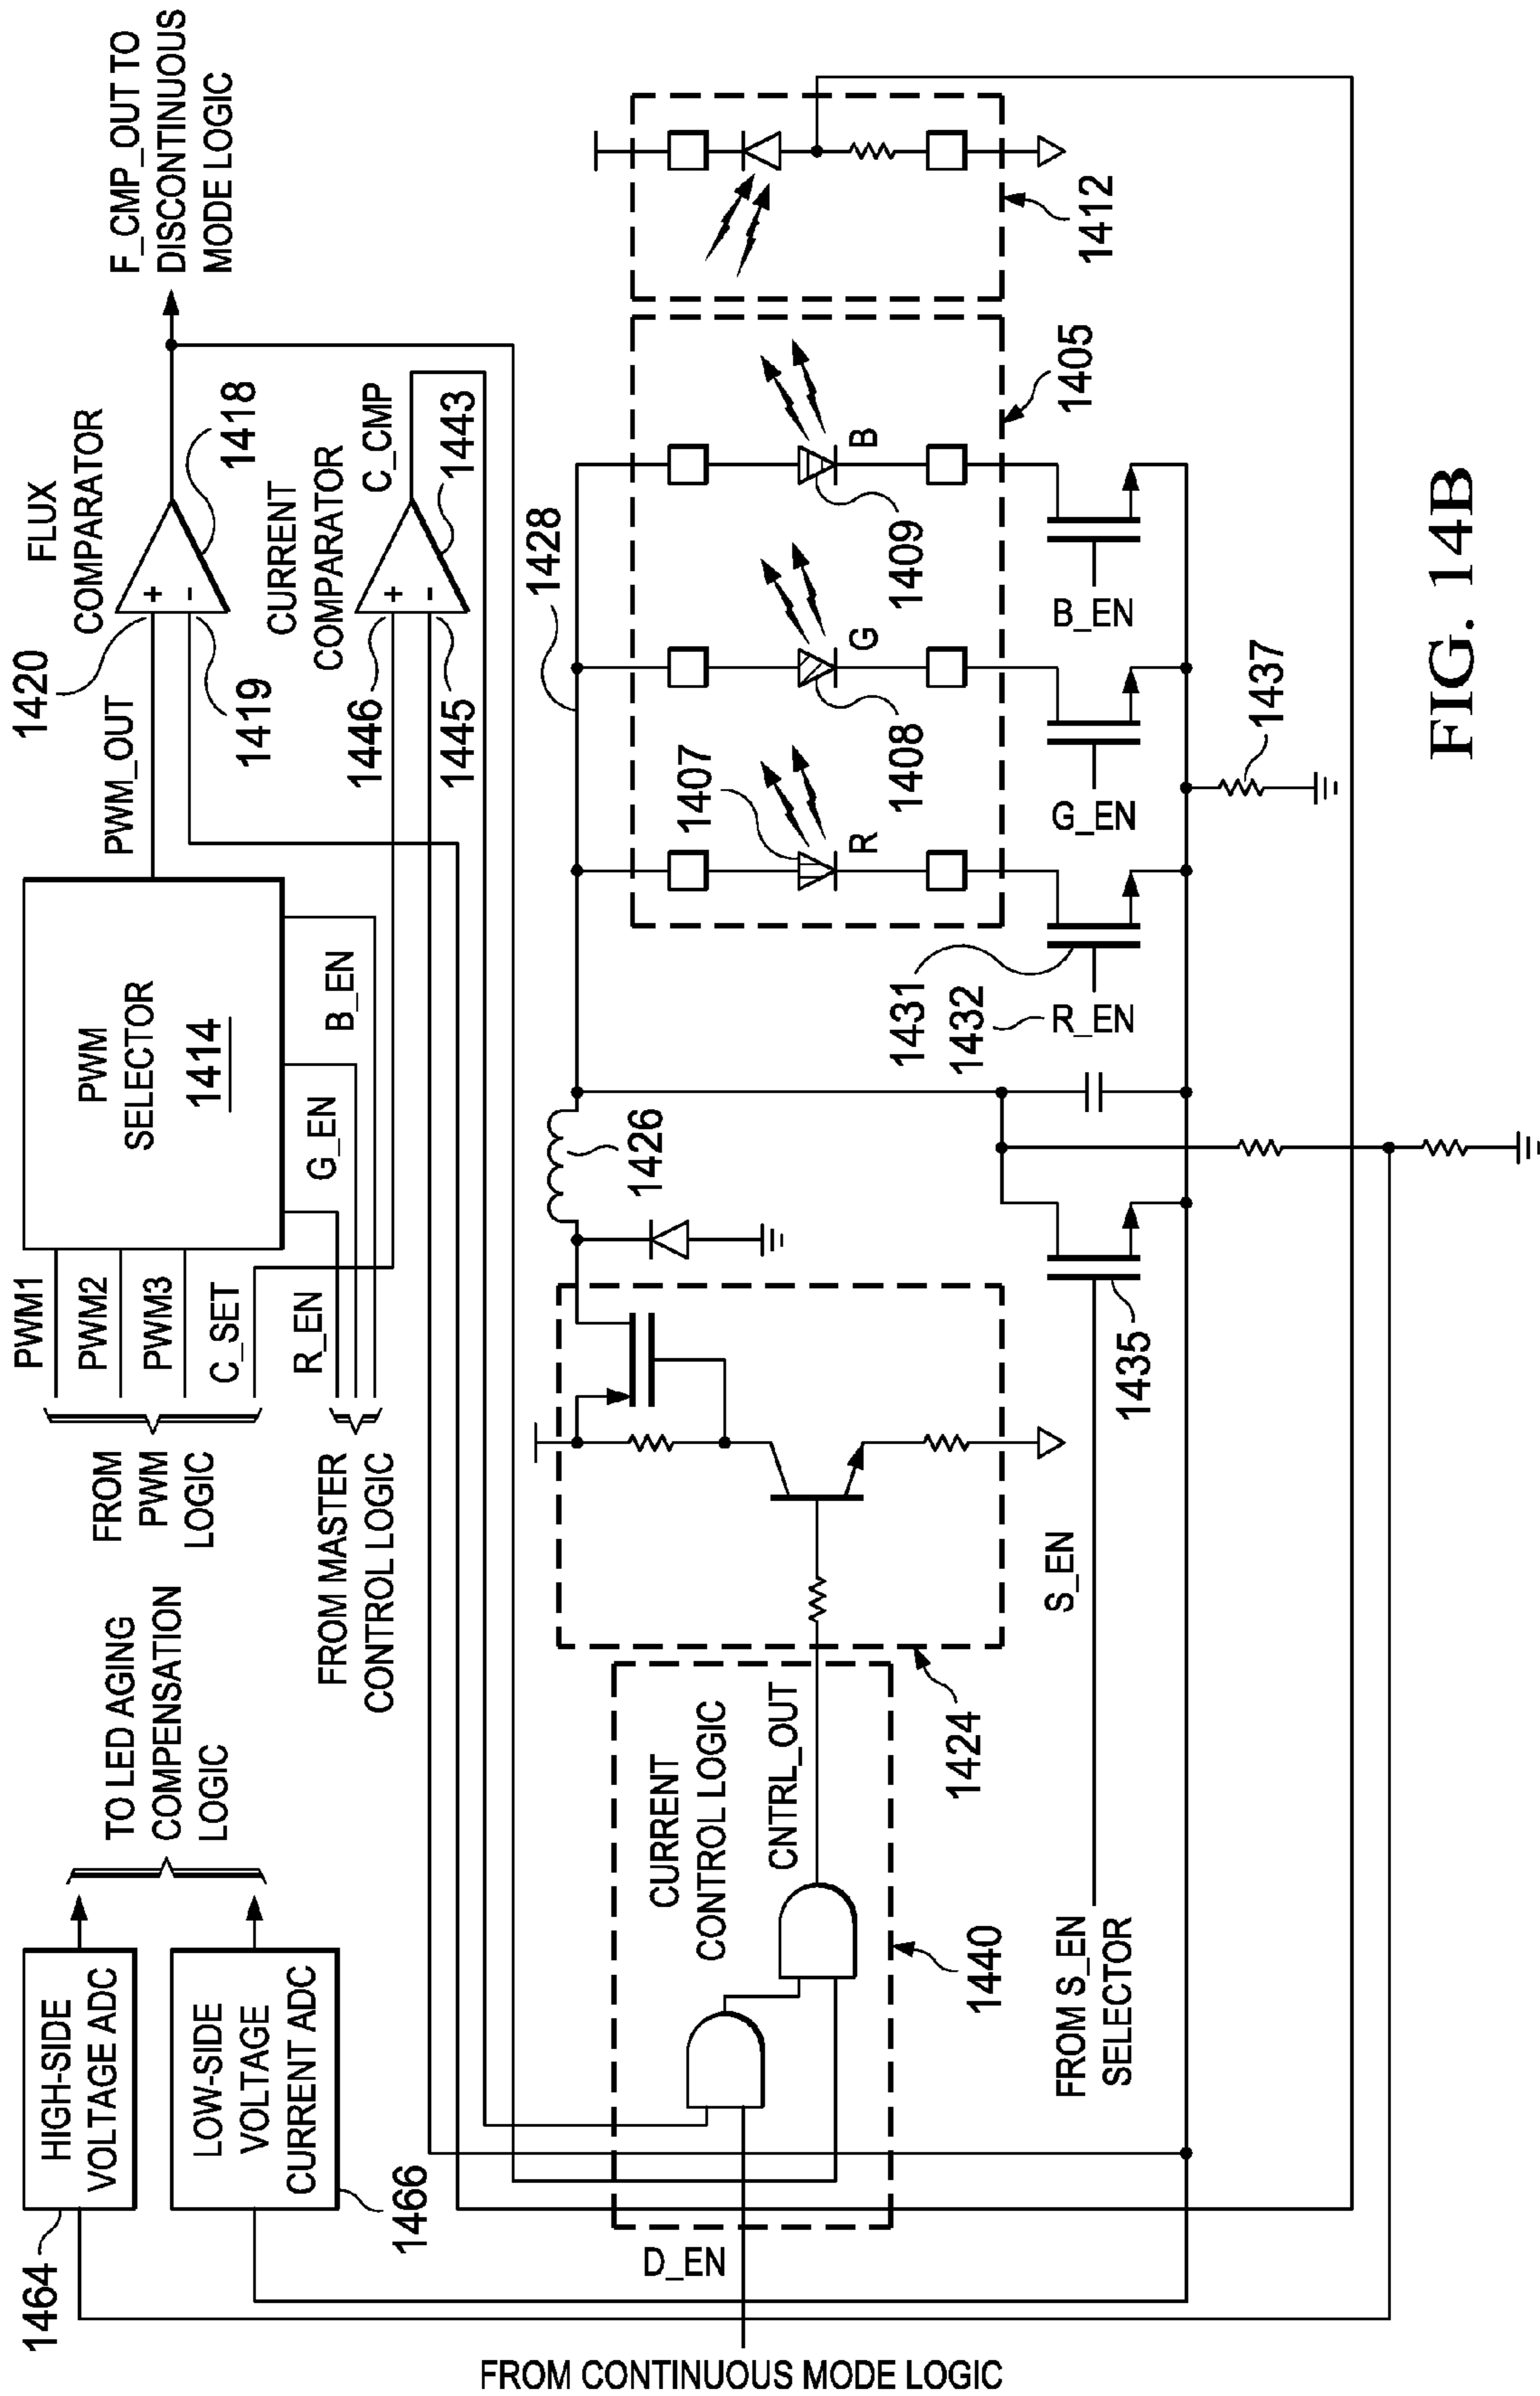 1464
HIGH-SIDE
VOLTAGE ADC
LOW-SIDE
VOLTAGE
CURRENT ADC
1466
TO LED AGING
COMPENSATION
LOGIC
FROM
PWM
LOGIC
PWM1
PWM2
PWM3
C_SET
FROM MASTER
CONTROL LOGIC
R_EN
G_EN
B_EN
PWM
SELECTOR
1414
PWM_OUT
1420
1419
FLUX
COMPARATOR
+
-
1418
F_CMP_OUT TO
DISCONTINUOUS
MODE LOGIC
CURRENT
COMPARATOR
1446
1445
+
-
C_CMP
1443
FROM CONTINUOUS MODE LOGIC
D_EN
CURRENT
CONTROL LOGIC
CNTRL_OUT
1440
1424
1426
1428
FROM S_EN
SELECTOR
S_EN
1435
1407
R
1408
G
1409
B
1405
1412
1431
1432
R_EN
G_EN
B_EN
1437
FIG. 14B